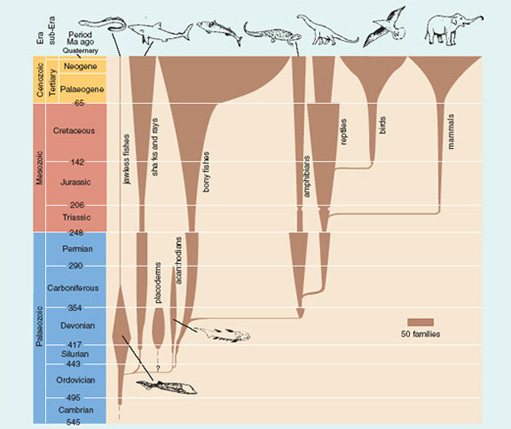 Era
sub-Era
Period
Ma ago
Quaternary
Cenozoic
Tertiary
Neogene
Palaeogene
65
Mesozoic
Cretaceous
142
Jurassic
206
Triassic
248
Palaeozoic
Permian
290
Carboniferous
354
Devonian
417
Silurian
443
Ordovician
495
Cambrian
545
jawless fishes
sharks and rays
bony fishes
amphibians
reptiles
birds
mammals
placoderms
acanthodians
?
50 families